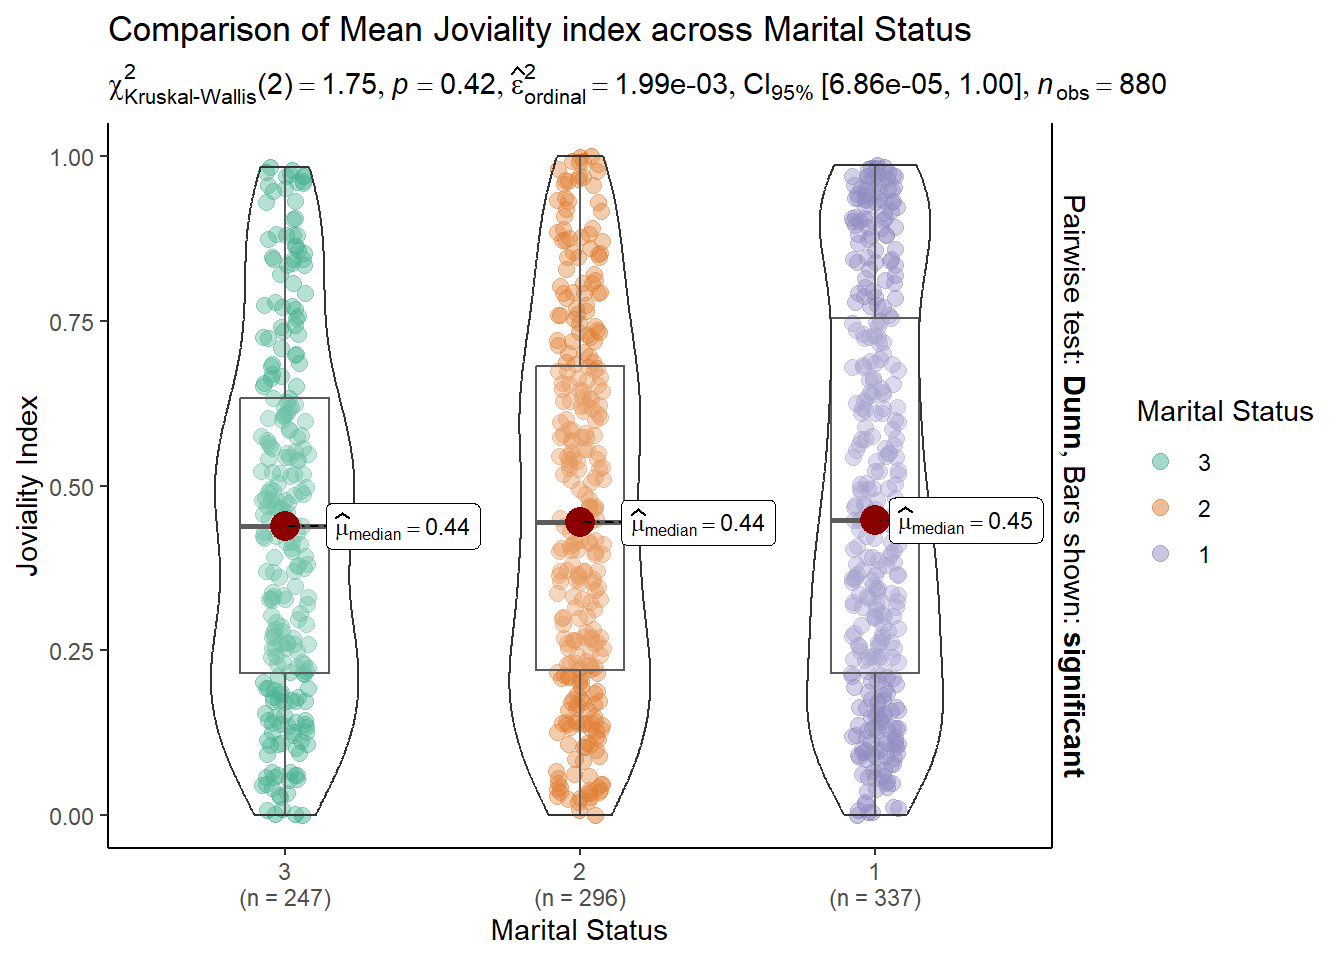 Comparison of Mean Joviality index across Marital Status
χ²Kruskal-Wallis(2) = 1.75, p = 0.42, ε̂²ordinal = 1.99e-03, CI95% [6.86e-05, 1.00], nobs = 880
Joviality Index
1.00
0.75
0.50
0.25
0.00
μ̂median = 0.44
μ̂median = 0.44
μ̂median = 0.45
3
(n = 247)
2
(n = 296)
1
(n = 337)
Marital Status
Pairwise test: Dunn, Bars shown: significant
Marital Status
3
2
1